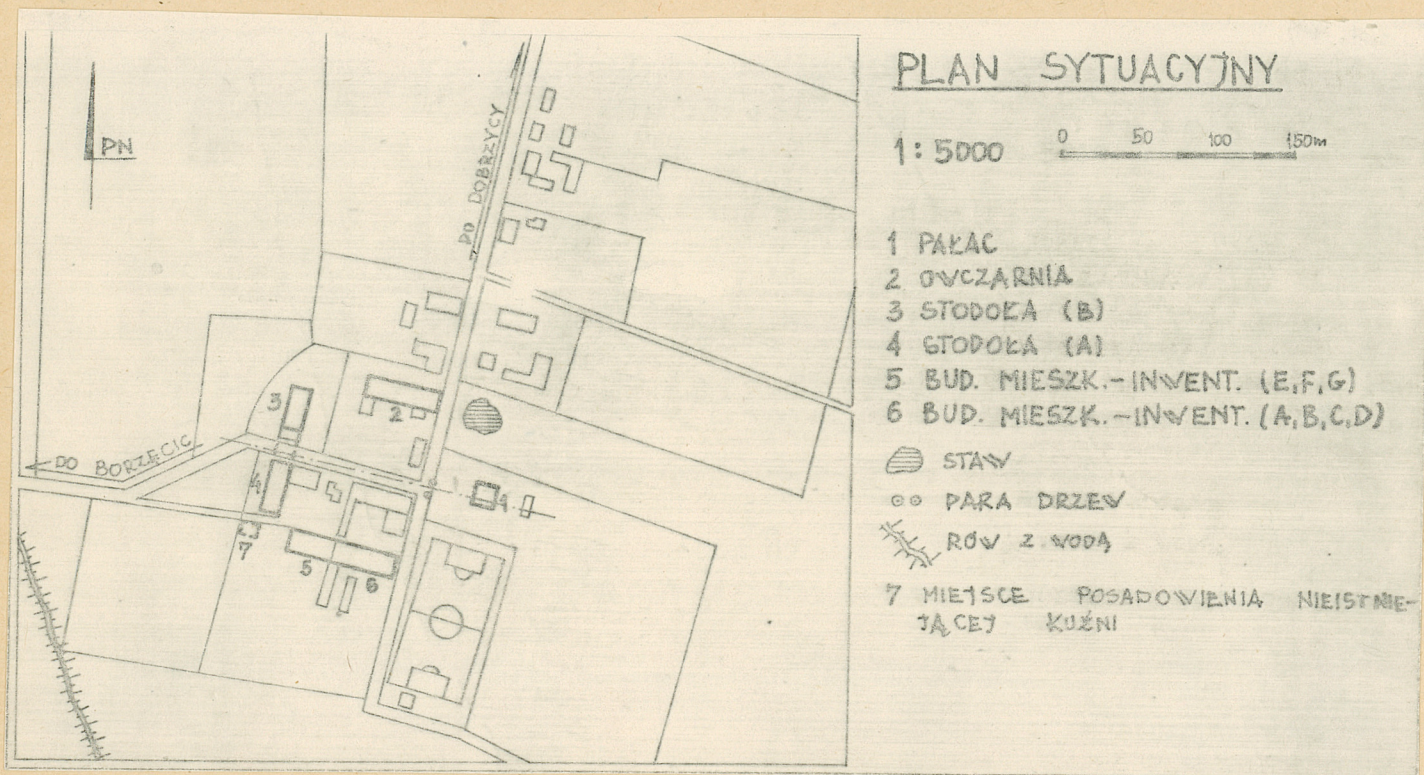 PLAN SYTUACYJNY
1:5000
0 50 100 150m
PN
DO DOBRZYCY
DO BORZĘCIC
1 PAŁAC
2 OWCZARNIA
3 STODOŁA (B)
4 STODOŁA (A)
5 BUD. MIESZK.-INWENT. (E,F,G)
6 BUD. MIESZK.-INWENT. (A,B,C,D)
STAW
PARA DRZEW
RÓW Z WODĄ
7 MIEJSCE POSADOWIENIA NIEISTNIE-
JĄCEJ KUŹNI
3
2
4
1
7
5
6